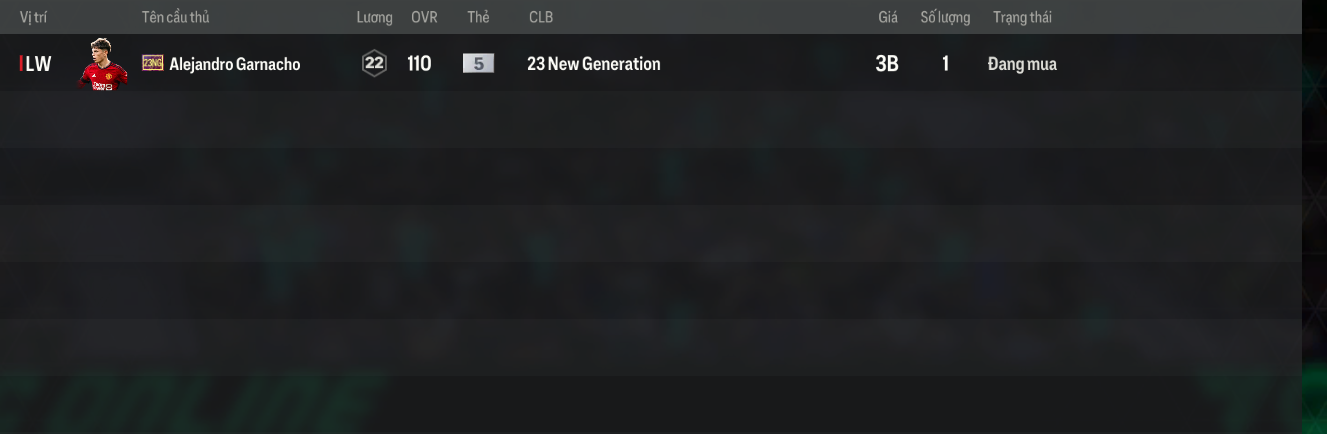 Vị trí Tên cầu thủ Lương OVR Thẻ CLB Giá Số lượng Trạng thái
LW 23NG Alejandro Garnacho 22 110 5 23 New Generation 3B 1 Đang mua
C ONLINE